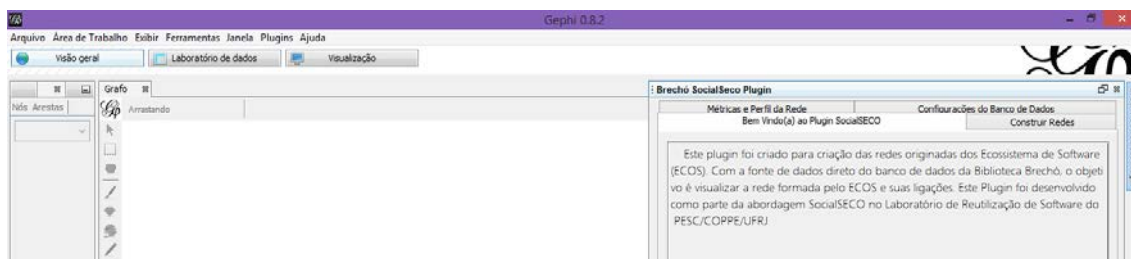 Gephi 0.8.2
Arquivo Área de Trabalho Exibir Ferramentas Janela Plugins Ajuda
Visão geral Laboratório de dados Visualização
Grafo
Nós Arestas
Arrastando
Brechó SocialSeco Plugin
Métricas e Perfil da Rede Configurações do Banco de Dados
Bem Vindo(a) ao Plugin SocialSECO Construir Redes
Este plugin foi criado para criação das redes originadas dos Ecossistema de Software
(ECOS). Com a fonte de dados direto do banco de dados da Biblioteca Brechó, o objeti
vo é visualizar a rede formada pelo ECOS e suas ligações. Este Plugin foi desenvolvido
como parte da abordagem SocialSECO no Laboratório de Reutilização de Software do
PESC/COPPE/UFRJ